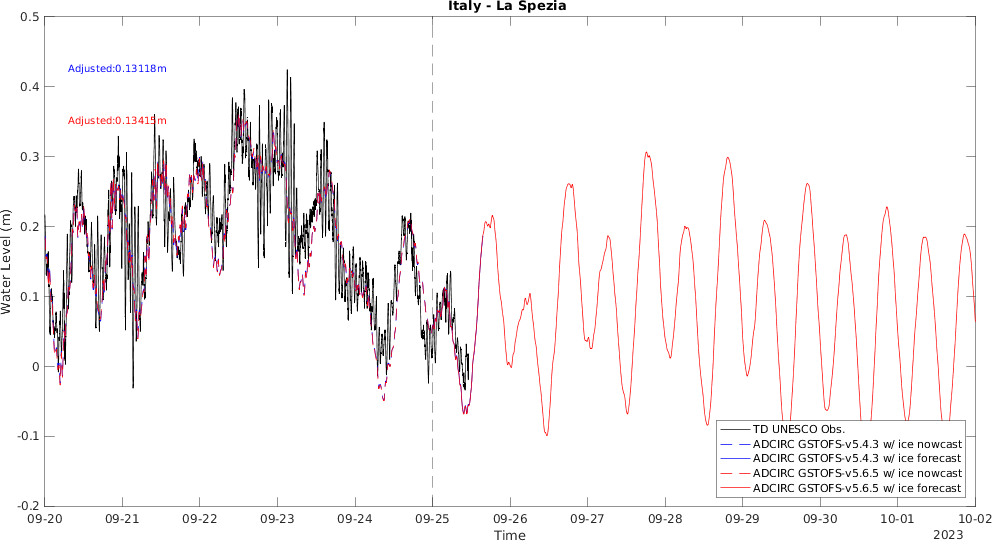 Italy - La Spezia
0.5
Adjusted:0.13118m
0.4
Adjusted:0.13415m
0.3
0.2
Water Level (m)
0.1
0
-0.1
TD UNESCO Obs.
ADCIRC GSTOFS-v5.4.3 w/ ice nowcast
ADCIRC GSTOFS-v5.4.3 w/ ice forecast
ADCIRC GSTOFS-v5.6.5 w/ ice nowcast
ADCIRC GSTOFS-v5.6.5 w/ ice forecast
-0.2
09-20 09-21 09-22 09-23 09-24 09-25 09-26 09-27 09-28 09-29 09-30 10-01 10-02
Time
2023